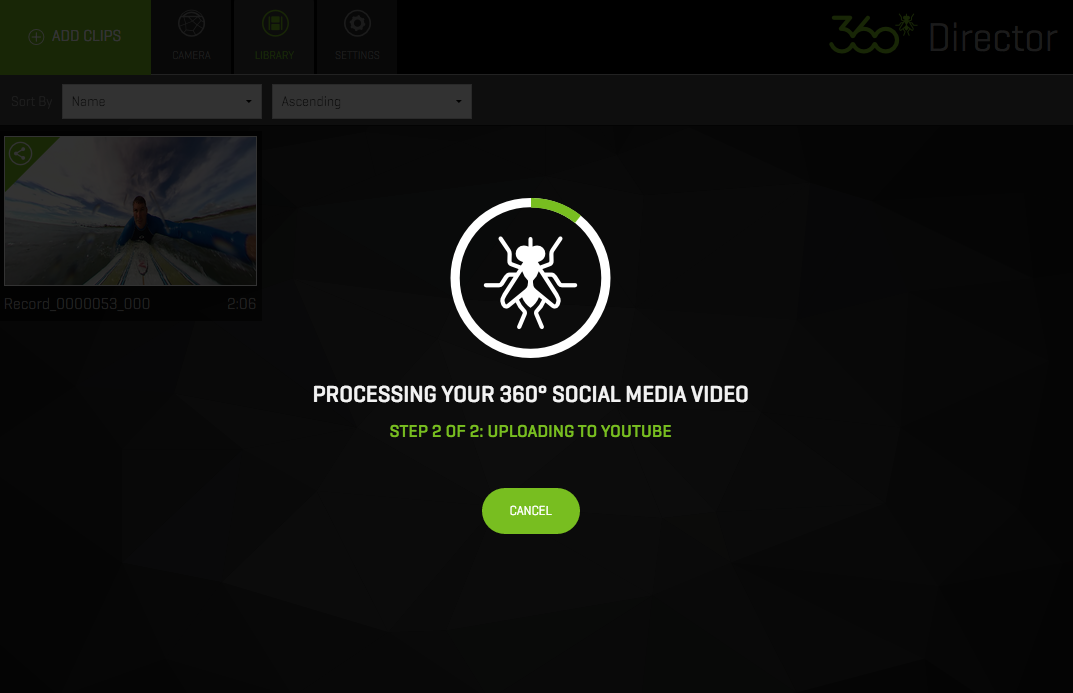 ADD CLIPS
CAMERA
LIBRARY
SETTINGS
360 Director
Sort By
Name
Ascending
Record_0000053_000
2:06
PROCESSING YOUR 360° SOCIAL MEDIA VIDEO
STEP 2 OF 2: UPLOADING TO YOUTUBE
CANCEL